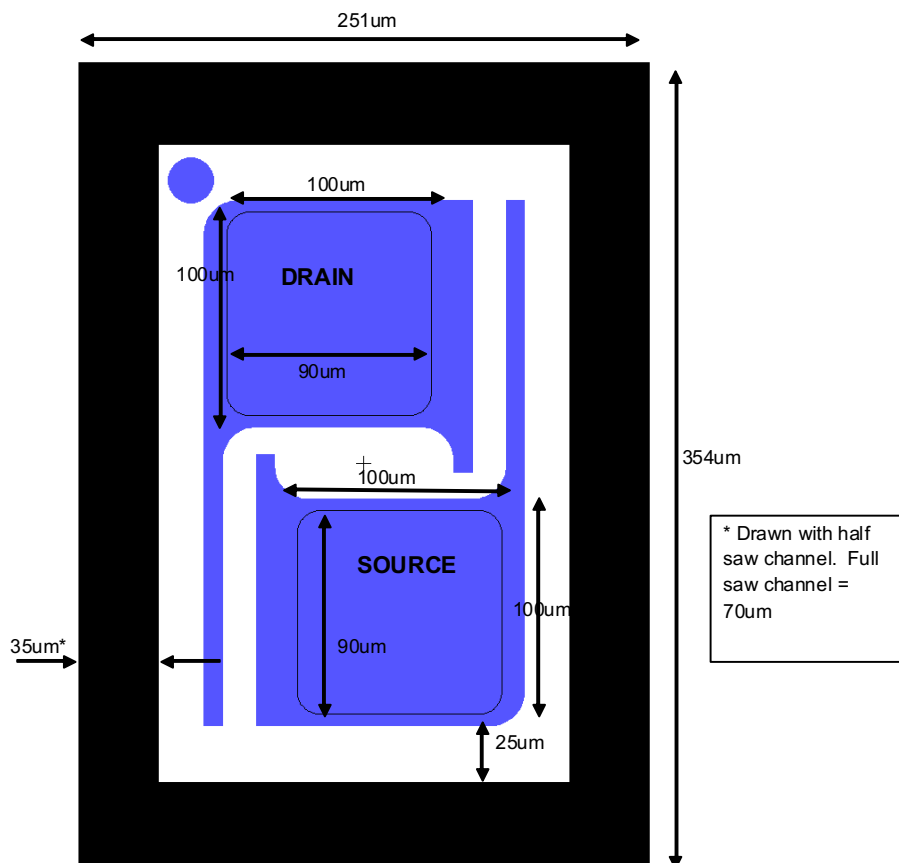 251um
100um
100um
DRAIN
90um
354um
100um
* Drawn with half
saw channel.  Full
saw channel =
70um
SOURCE
100um
35um*
90um
25um